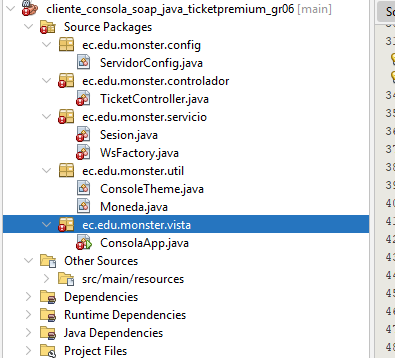 cliente_consola_soap_java_ticketpremium_gr06 [main]
Source Packages
ec.edu.monster.config
ServidorConfig.java
ec.edu.monster.controlador
TicketController.java
ec.edu.monster.servicio
Sesion.java
WsFactory.java
ec.edu.monster.util
ConsoleTheme.java
Moneda.java
ec.edu.monster.vista
ConsolaApp.java
Other Sources
src/main/resources
Dependencies
Runtime Dependencies
Java Dependencies
Project Files
So